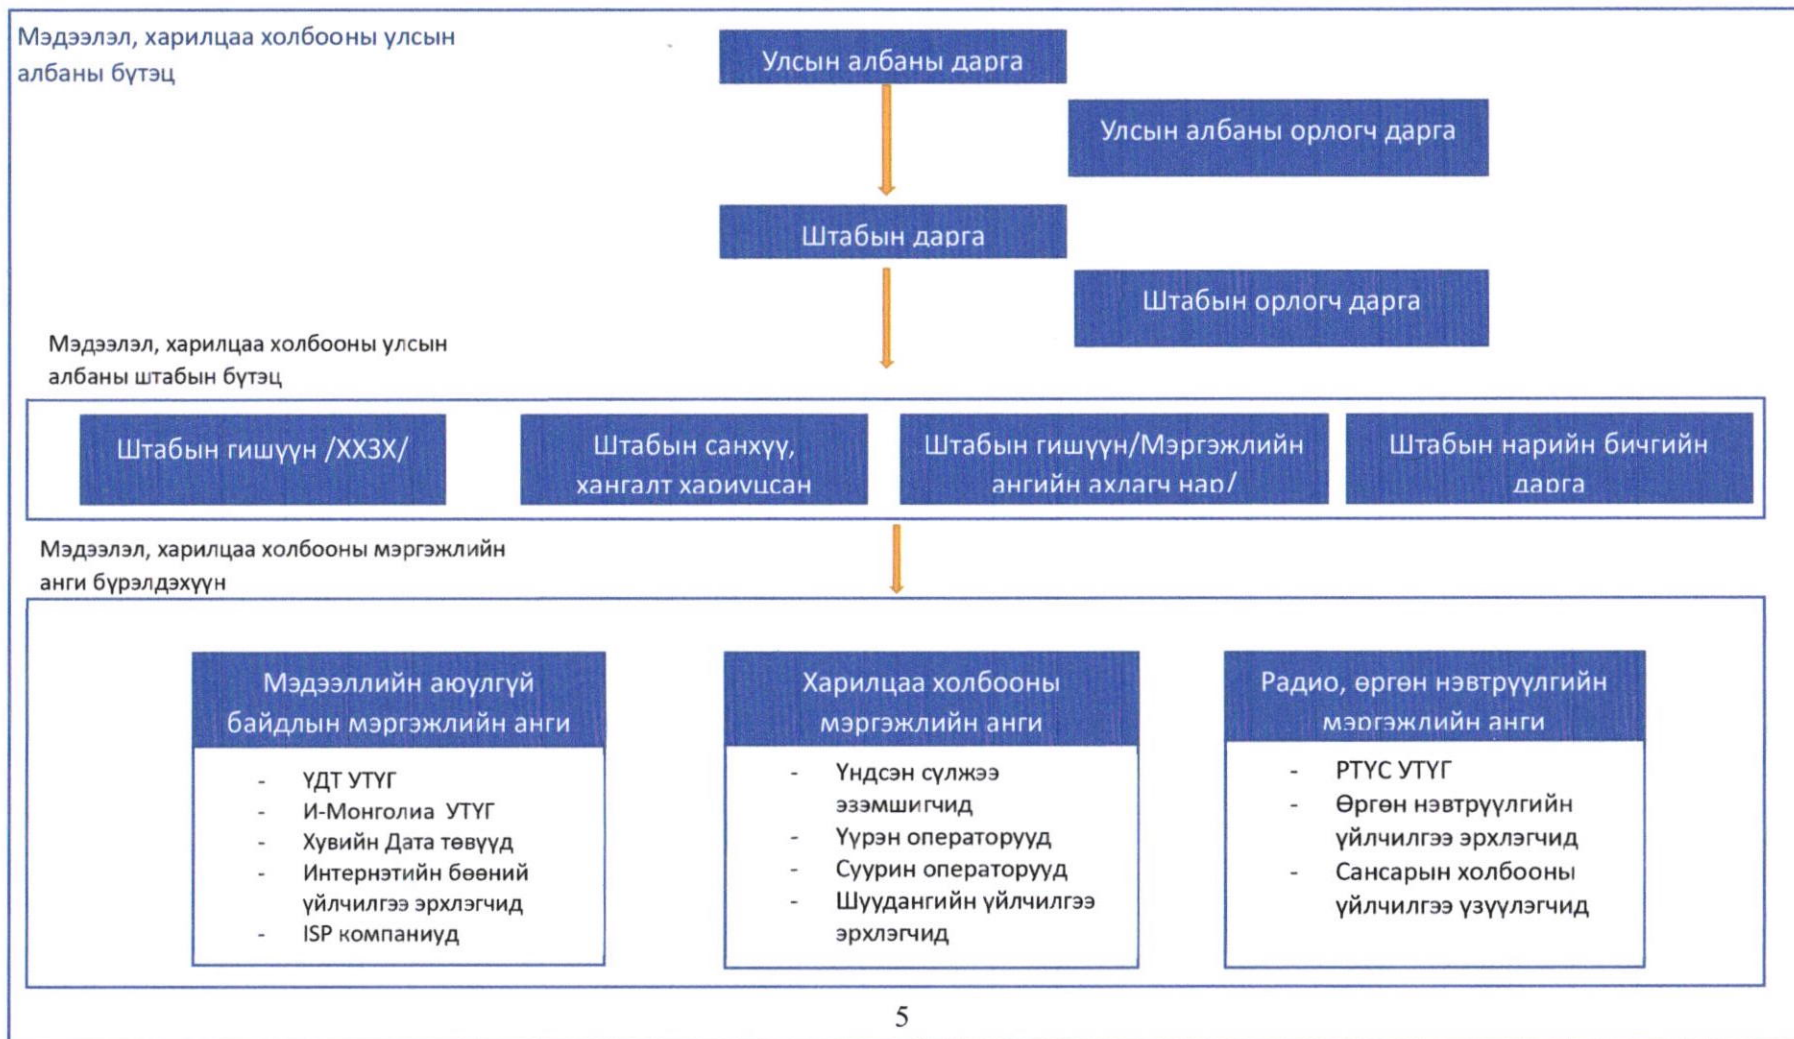 Мэдээлэл, харилцаа холбооны улсын
албаны бүтэц
Улсын албаны дарга
Улсын албаны орлогч дарга
Штабын дарга
Штабын орлогч дарга
Мэдээлэл, харилцаа холбооны улсын
албаны штабын бүтэц
Штабын гишүүн /ХХЗХ/
Штабын санхүү,
хангалт хариуцсан
Штабын гишүүн/Мэргэжлийн
ангийн ахлагч нар/
Штабын нарийн бичгийн
дарга
Мэдээлэл, харилцаа холбооны мэргэжлийн
анги бүрэлдэхүүн
Мэдээллийн аюулгүй
байдлын мэргэжлийн анги
- ҮДТ УТҮГ
- И-Монголиа УТҮГ
- Хувийн Дата төвүүд
- Интернэтийн бөөний
үйлчилгээ эрхлэгчид
- ISP компаниуд
Харилцаа холбооны
мэргэжлийн анги
- Үндсэн сүлжээ
эзэмшигчид
- Үүрэн операторууд
- Суурин операторууд
- Шуудангийн үйлчилгээ
эрхлэгчид
Радио, өргөн нэвтрүүлгийн
мэргэжлийн анги
- РТҮС УТҮГ
- Өргөн нэвтрүүлгийн
үйлчилгээ эрхлэгчид
- Сансарын холбооны
үйлчилгээ үзүүлэгчид
5